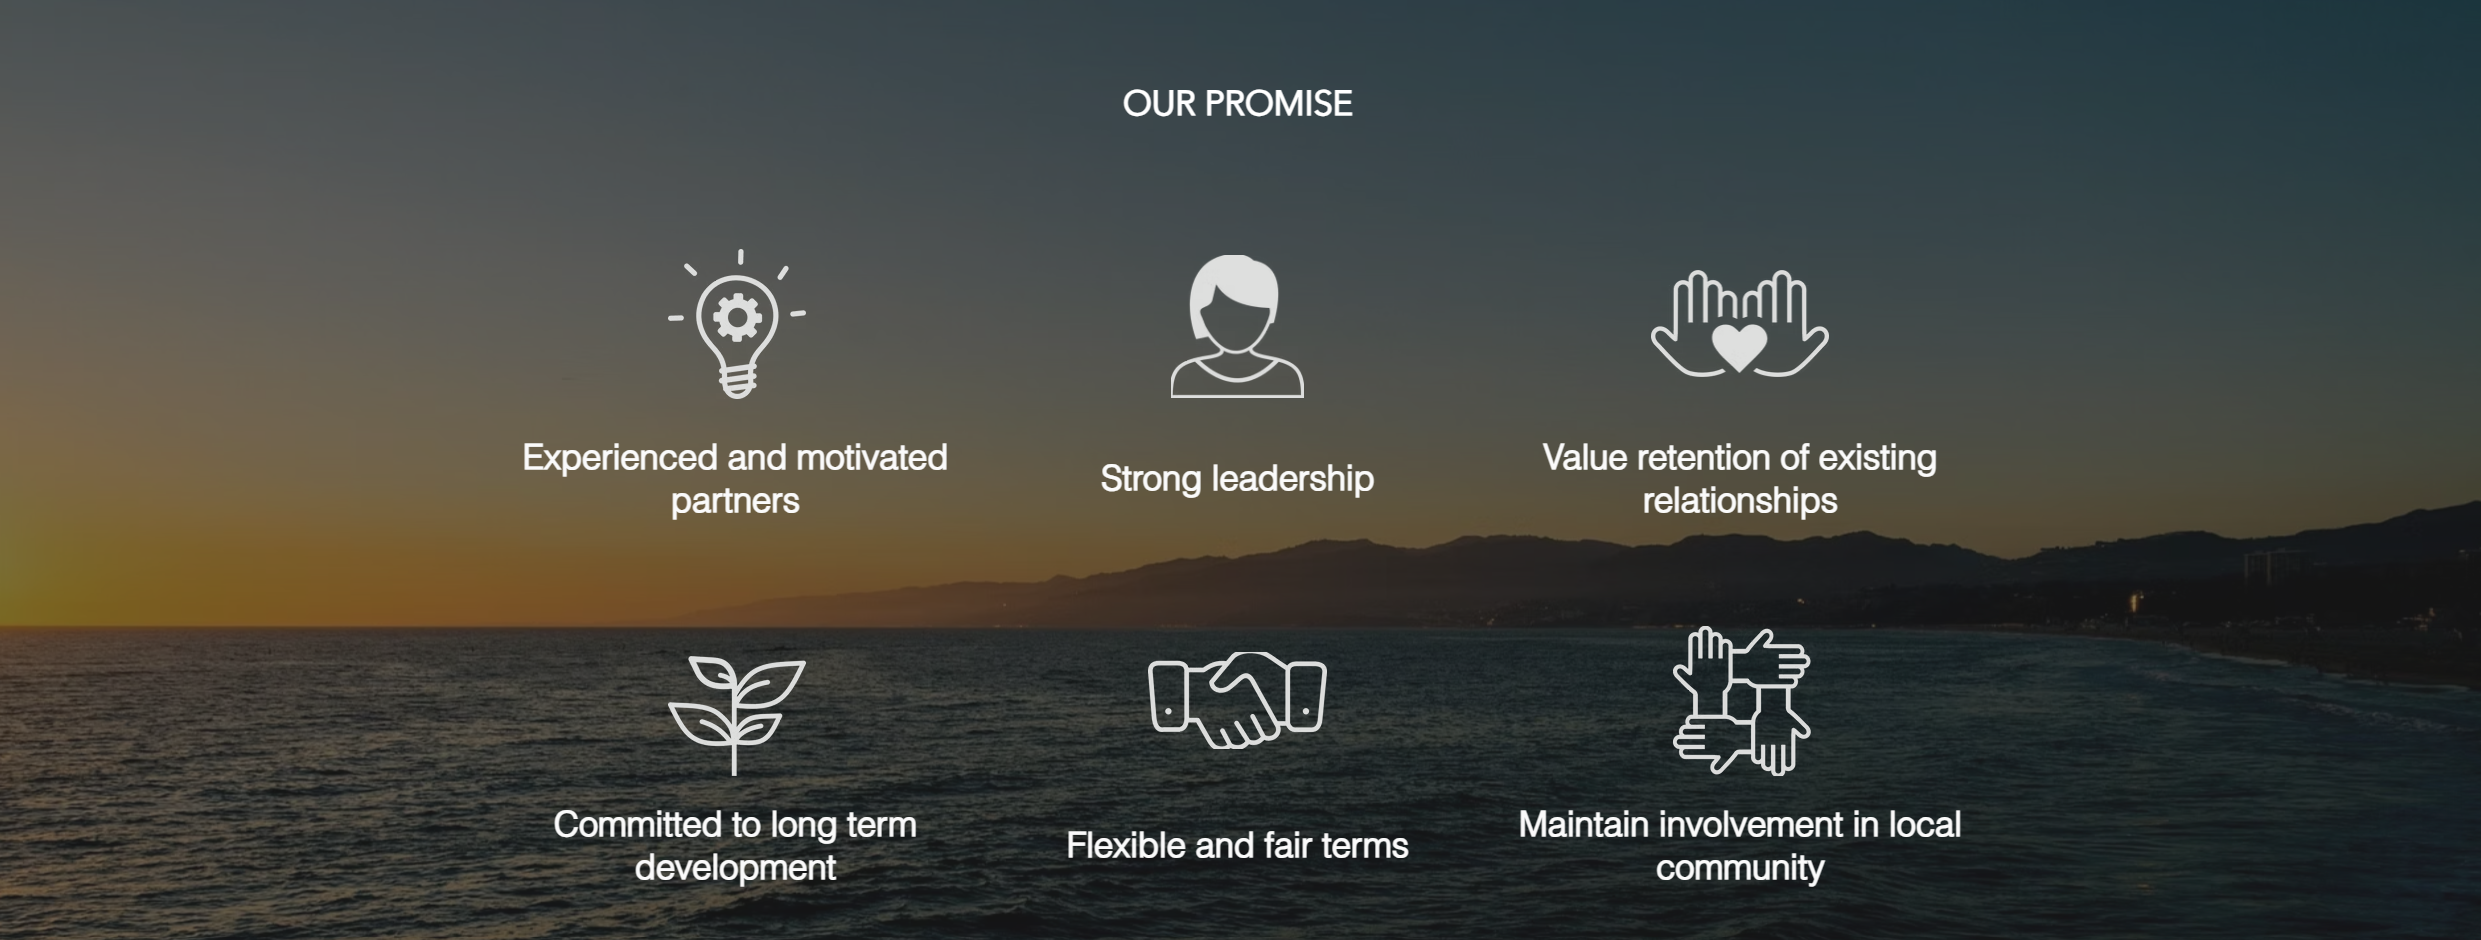 OUR PROMISE
Experienced and motivated
partners
Strong leadership
Value retention of existing
relationships
Committed to long term
development
Flexible and fair terms
Maintain involvement in local
community